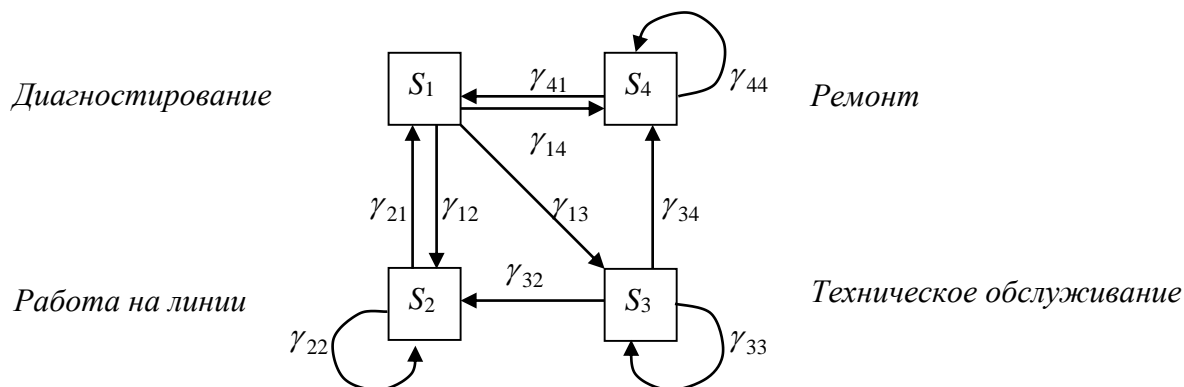 Диагностирование
S₁
γ₄₁
S₄
γ₄₄
Ремонт
γ₁₄
γ₂₁
γ₁₂
γ₁₃
γ₃₄
Работа на линии
S₂
γ₃₂
S₃
Техническое обслуживание
γ₂₂
γ₃₃